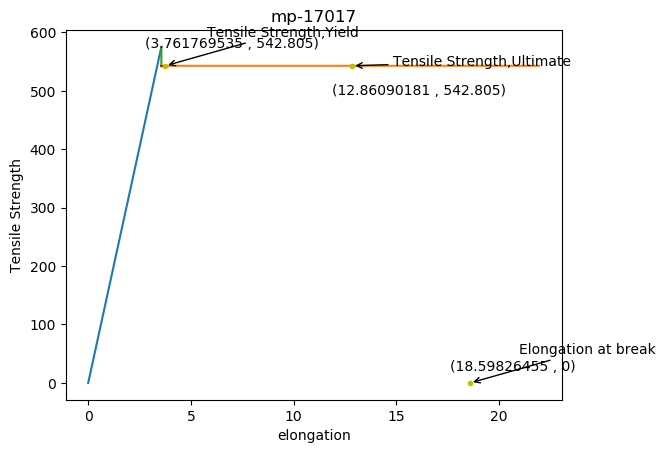 mp-17017
Tensile Strength,Yield
(3.761769535 , 542.805)
Tensile Strength,Ultimate
(12.86090181 , 542.805)
Elongation at break
(18.59826455 , 0)
Tensile Strength
600
500
400
300
200
100
0
0 5 10 15 20
elongation